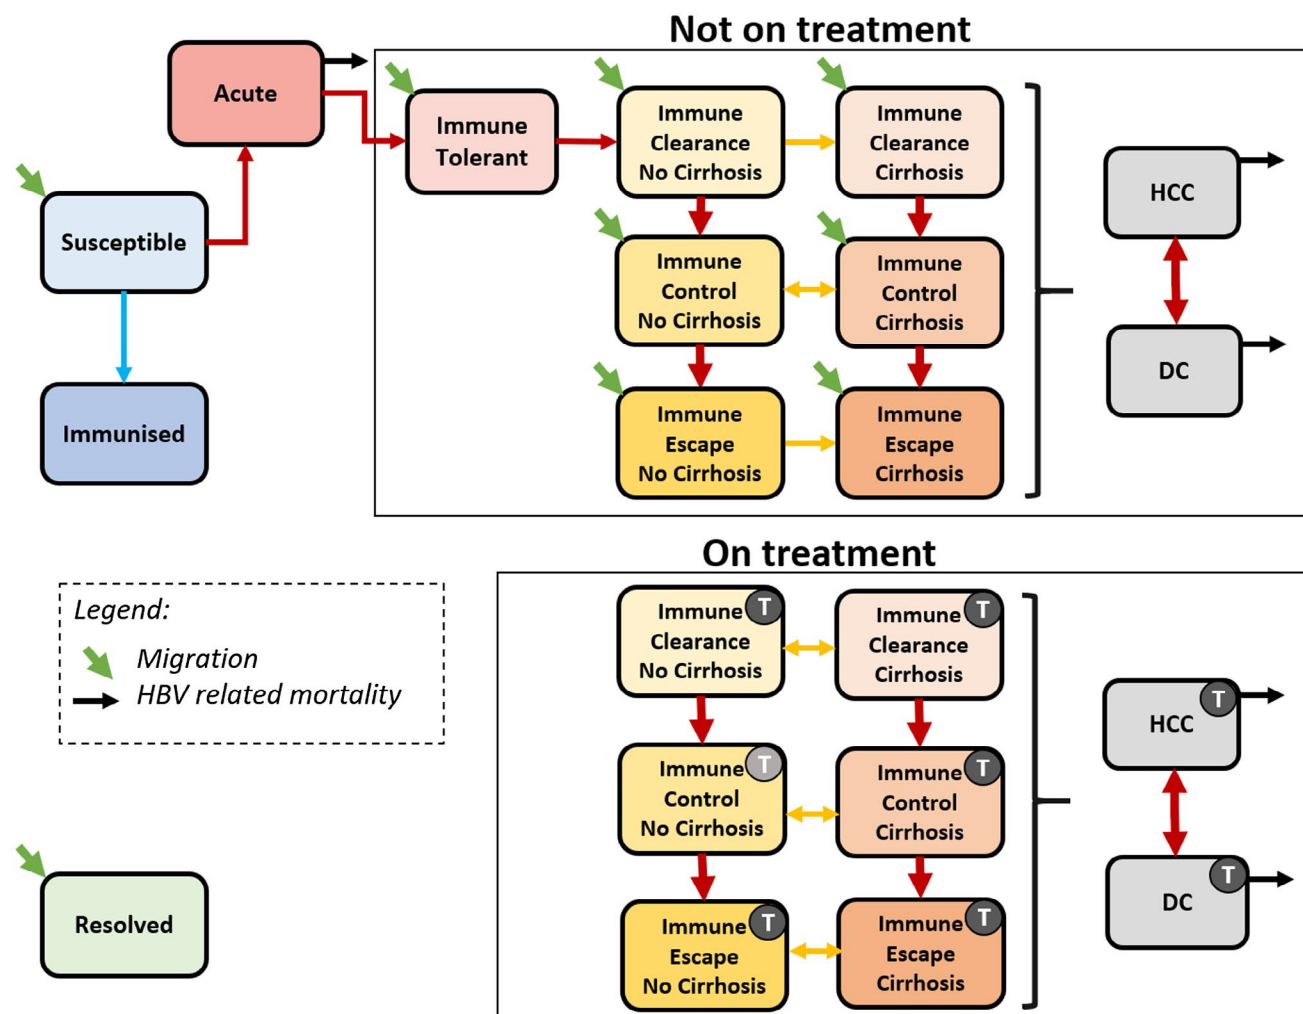 Not on treatment
Acute
Immune
Tolerant
Immune
Clearance
No Cirrhosis
Immune
Clearance
Cirrhosis
HCC
Susceptible
Immune
Control
No Cirrhosis
Immune
Control
Cirrhosis
DC
Immunised
Immune
Escape
No Cirrhosis
Immune
Escape
Cirrhosis
On treatment
Legend:
Migration
HBV related mortality
Immune T
Clearance
No Cirrhosis
Immune T
Clearance
Cirrhosis
T
HCC
Immune T
Control
No Cirrhosis
Immune T
Control
Cirrhosis
T
DC
Resolved
Immune T
Escape
No Cirrhosis
Immune T
Escape
Cirrhosis